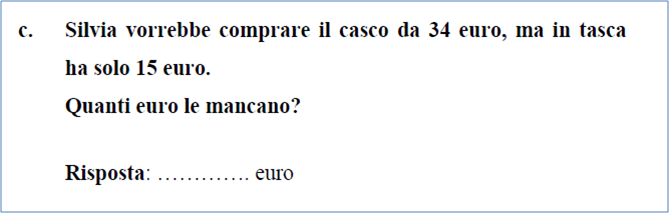 c. Silvia vorrebbe comprare il casco da 34 euro, ma in tasca
ha solo 15 euro.
Quanti euro le mancano?
Risposta: …………. euro